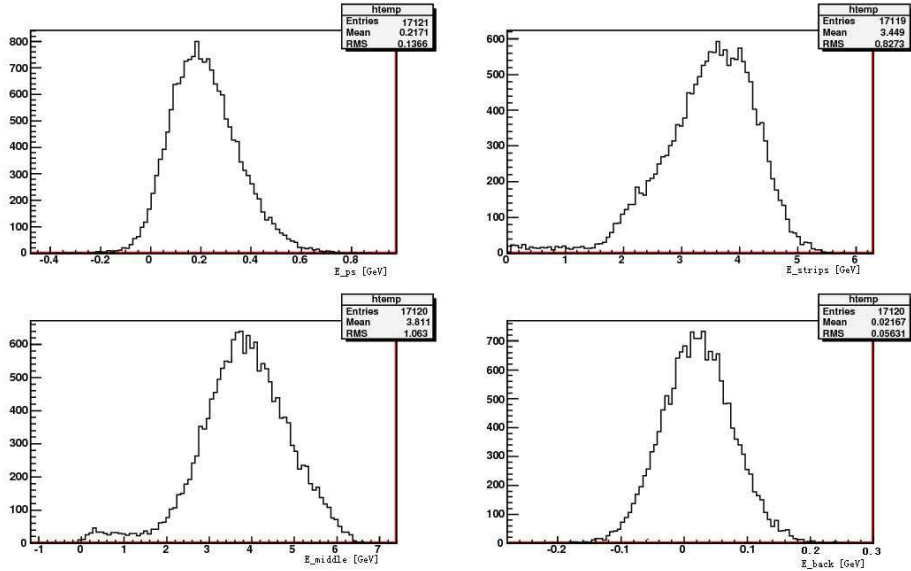 htemp
Entries 17121
Mean 0.2171
RMS 0.1366
800
700
600
500
400
300
200
100
0
-0.4 -0.2 0 0.2 0.4 0.6 0.8
E_ps [GeV]
htemp
Entries 17119
Mean 3.449
RMS 0.8273
600
500
400
300
200
100
0
0 1 2 3 4 5 6
E_strips [GeV]
htemp
Entries 17120
Mean 3.811
RMS 1.063
600
500
400
300
200
100
0
-1 0 1 2 3 4 5 6 7
E_middle [GeV]
htemp
Entries 17120
Mean 0.02167
RMS 0.05631
700
600
500
400
300
200
100
0
-0.2 -0.1 0 0.1 0.2 0.3
E_back [GeV]